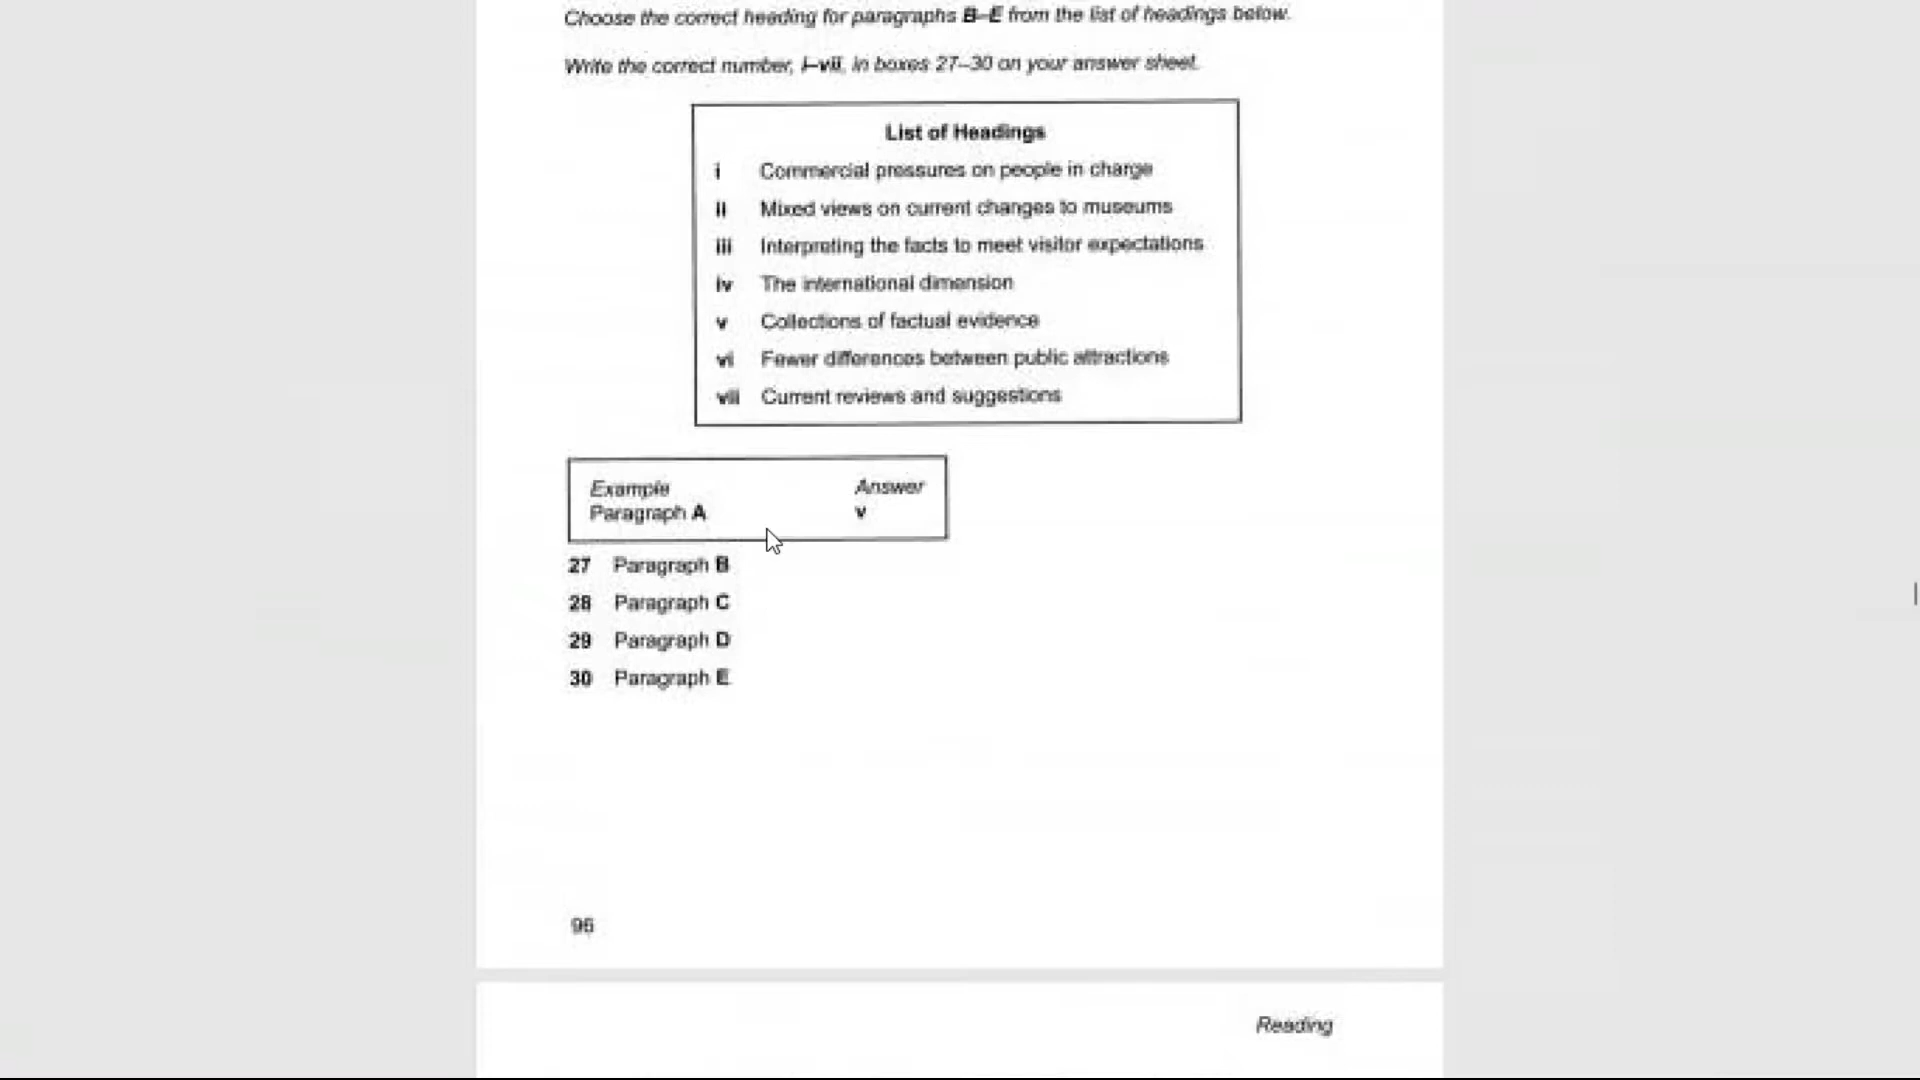 Choose the correct heading for paragraphs B–E from the list of headings below.
Write the correct number, i–vii, in boxes 27–30 on your answer sheet.
List of Headings
i Commercial pressures on people in charge
ii Mixed views on current changes to museums
iii Interpreting the facts to meet visitor expectations
iv The international dimension
v Collections of factual evidence
vi Fewer differences between public attractions
vii Current reviews and suggestions
Example Answer
Paragraph A v
27 Paragraph B
28 Paragraph C
29 Paragraph D
30 Paragraph E
96
Reading